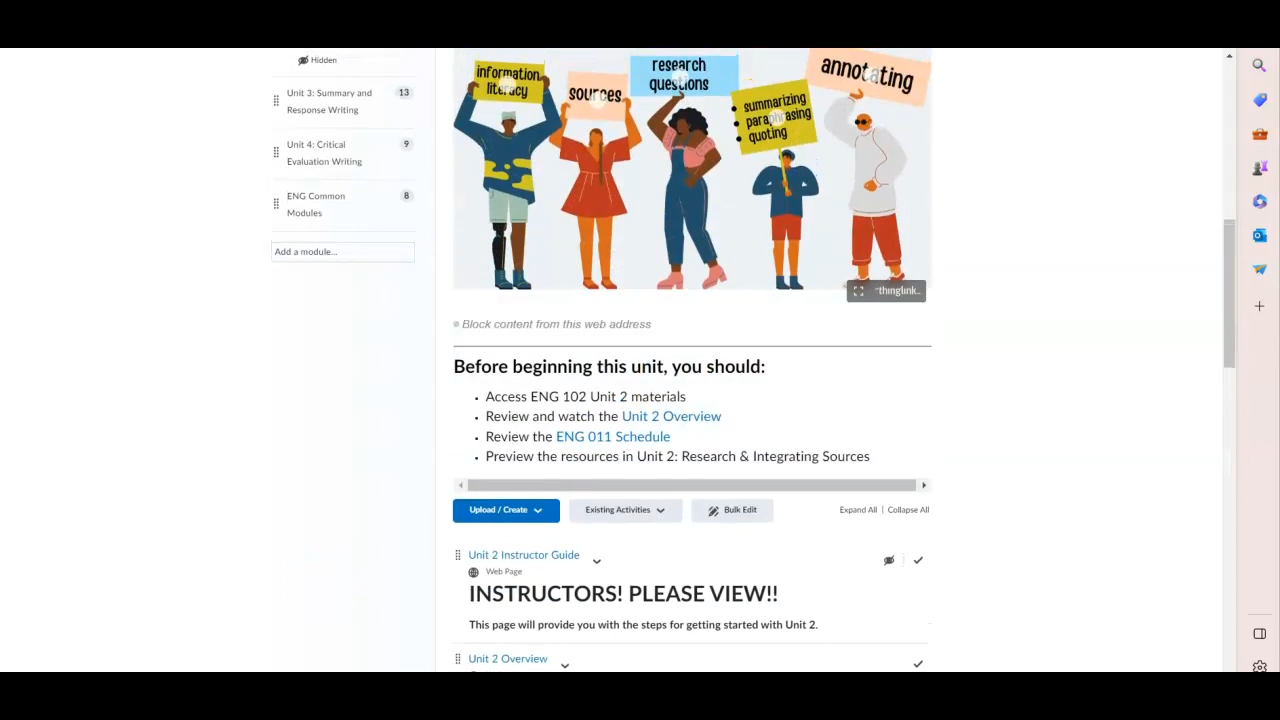 Hidden
Unit 3: Summary and
Response Writing
13
Unit 4: Critical
Evaluation Writing
9
ENG Common
Modules
8
Add a module...
information
literacy
sources
research
questions
summarizing
paraphrasing
quoting
annotating
thinglink..
Block content from this web address
Before beginning this unit, you should:
Access ENG 102 Unit 2 materials
Review and watch the Unit 2 Overview
Review the ENG 011 Schedule
Preview the resources in Unit 2: Research & Integrating Sources
Upload / Create
Existing Activities
Bulk Edit
Expand All | Collapse All
Unit 2 Instructor Guide
Web Page
INSTRUCTORS! PLEASE VIEW!!
This page will provide you with the steps for getting started with Unit 2.
Unit 2 Overview